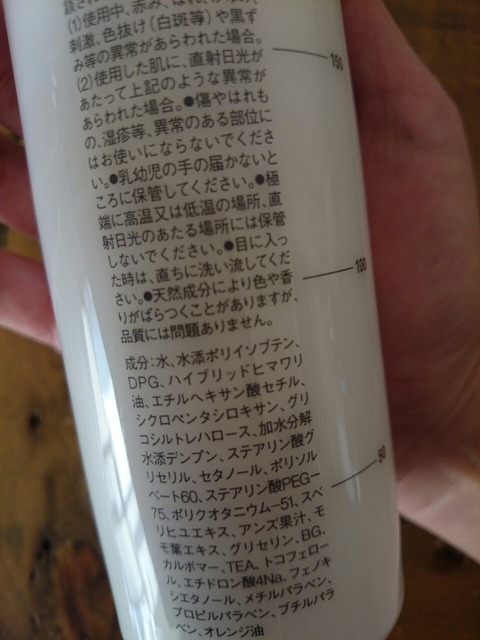 (1)使用中、赤み、はれ、かゆみ、
刺激、色抜け(白斑等)や黒ず
み等の異常があらわれた場合。
(2)使用した肌に、直射日光が
あたって上記のような異常が
あらわれた場合。●傷やはれも
の、湿疹等、異常のある部位に
はお使いにならないでくださ
い。●乳幼児の手の届かないと
ころに保管してください。●極
端に高温又は低温の場所、直
射日光のあたる場所には保管
しないでください。●目に入っ
た時は、直ちに洗い流してくだ
さい。●天然成分により色や香
りがばらつくことがありますが、
品質には問題ありません。
成分:水、水添ポリイソブテン、
DPG、ハイブリッドヒマワリ
油、エチルヘキサン酸セチル、
シクロペンタシロキサン、グリ
コシルトレハロース、加水分解
水添デンプン、ステアリン酸グ
リセリル、セタノール、ポリソル
ベート60、ステアリン酸PEG-
75、ポリクオタニウム-51、スベ
リヒユエキス、アンズ果汁、モ
モ葉エキス、グリセリン、BG、
カルボマー、TEA、トコフェロー
ル、エチドロン酸4Na、フェノキ
シエタノール、メチルパラベン、
プロピルパラベン、ブチルパラ
ベン、オレンジ油
150
100
50